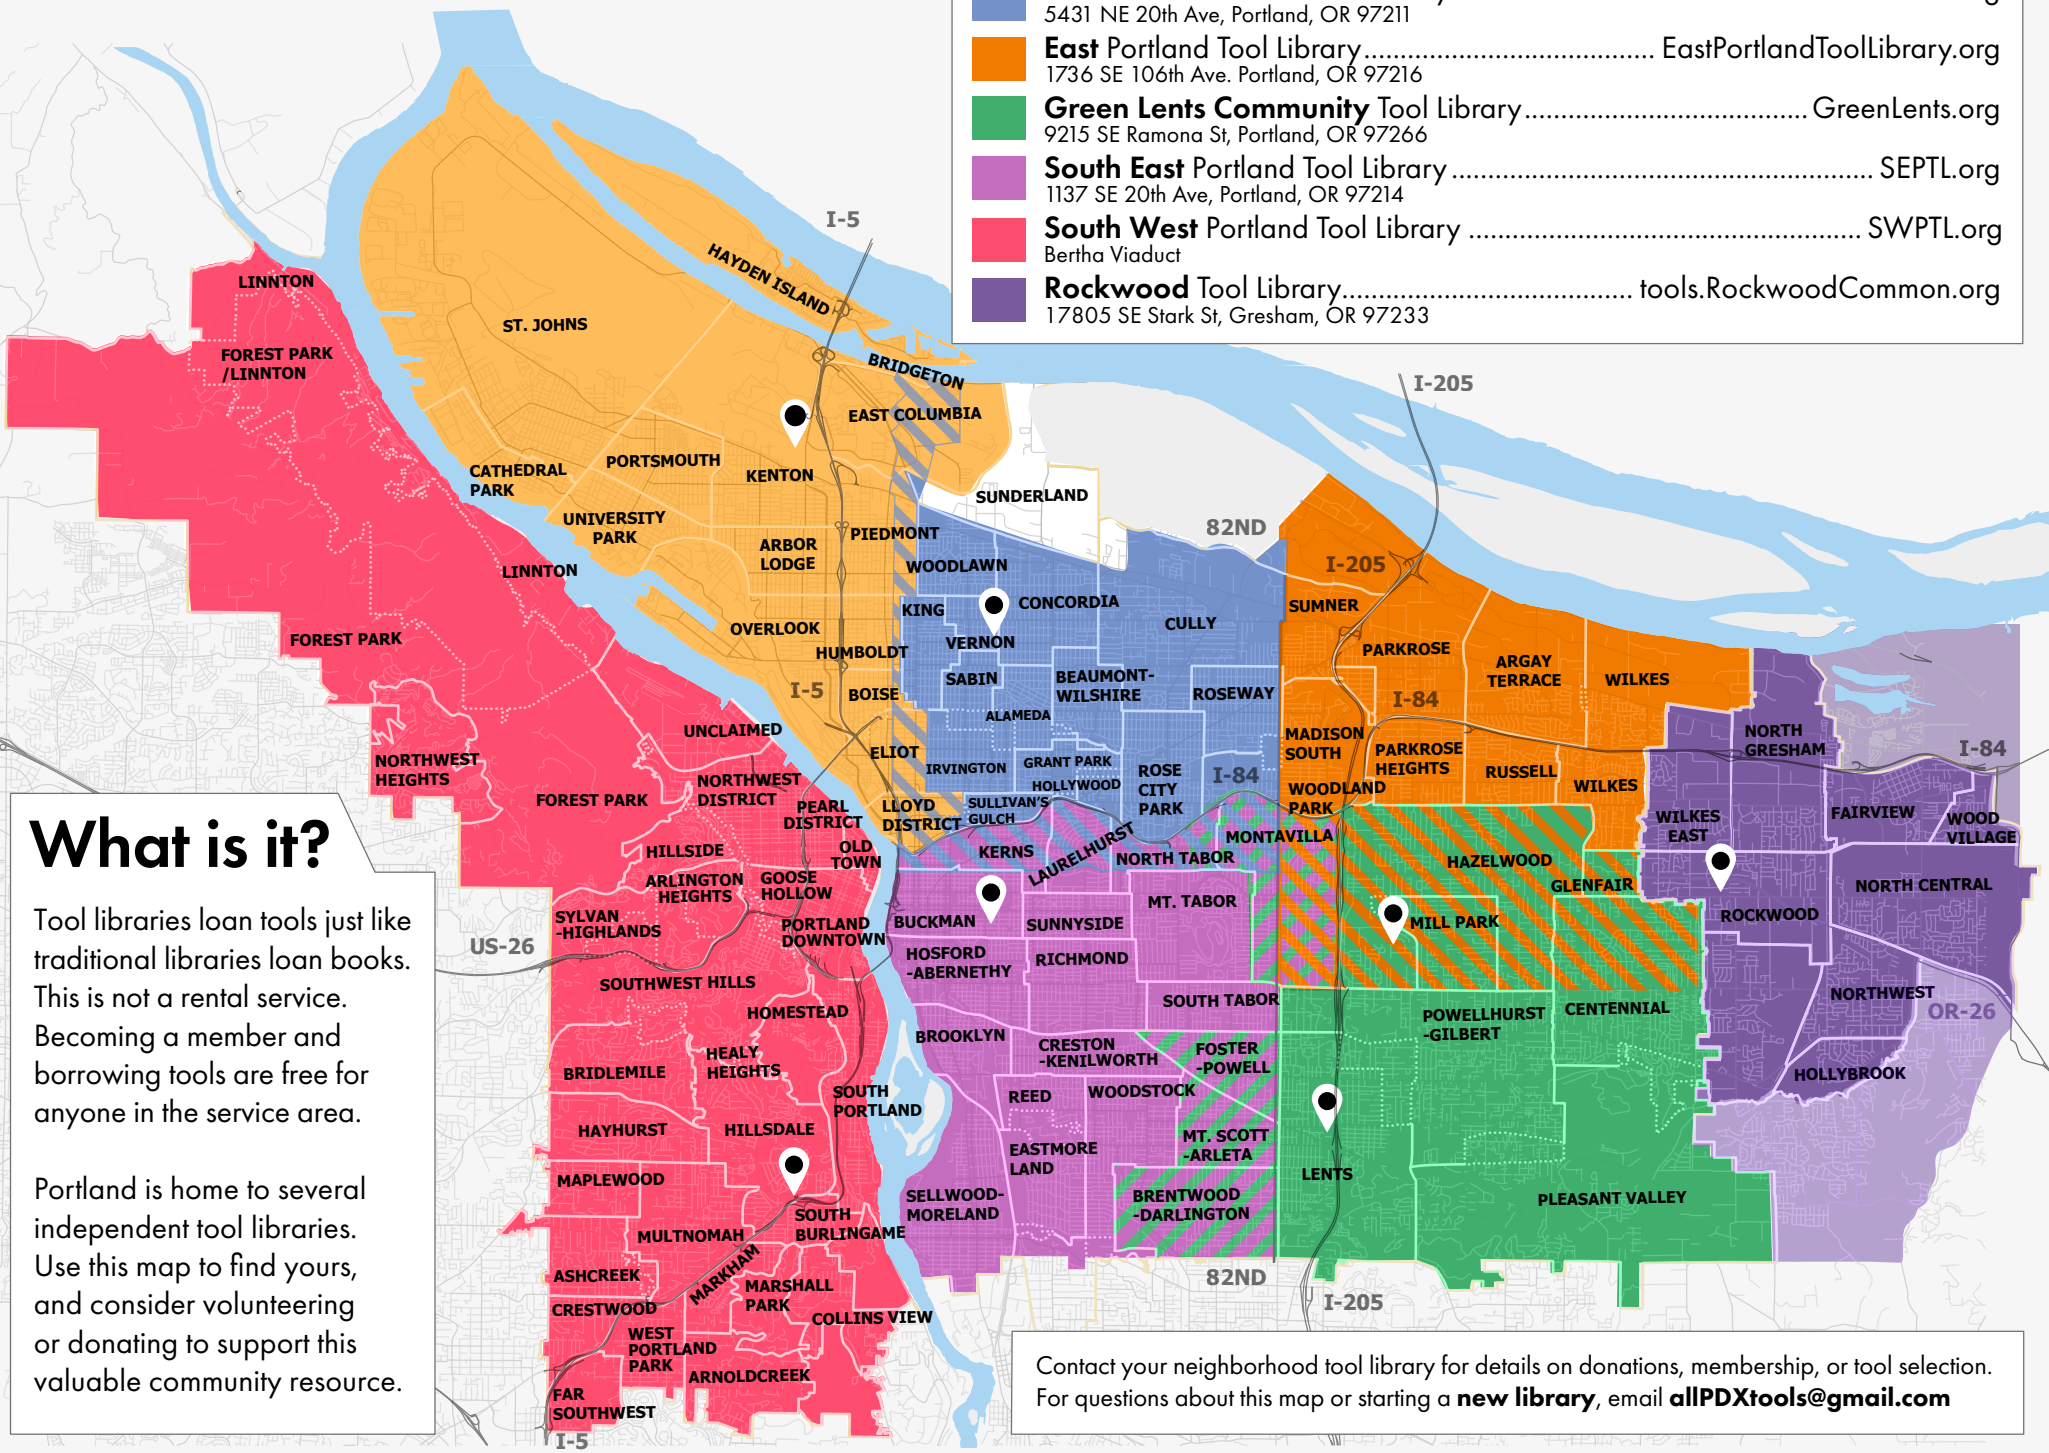 5431 NE 20th Ave, Portland, OR 97211
East Portland Tool Library........................................ EastPortlandToolLibrary.org
1736 SE 106th Ave. Portland, OR 97216
Green Lents Community Tool Library....................................... GreenLents.org
9215 SE Ramona St, Portland, OR 97266
South East Portland Tool Library.......................................................... SEPTL.org
1137 SE 20th Ave, Portland, OR 97214
South West Portland Tool Library ...................................................... SWPTL.org
Bertha Viaduct
Rockwood Tool Library........................................ tools.RockwoodCommon.org
17805 SE Stark St, Gresham, OR 97233
I-5
HAYDEN ISLAND
LINNTON
ST. JOHNS
FOREST PARK
/LINNTON
BRIDGETON
I-205
EAST COLUMBIA
PORTSMOUTH
CATHEDRAL
PARK
KENTON
SUNDERLAND
UNIVERSITY
PARK
PIEDMONT
82ND
ARBOR
LODGE
I-205
LINNTON
WOODLAWN
KING
CONCORDIA
SUMNER
OVERLOOK
CULLY
FOREST PARK
HUMBOLDT
VERNON
PARKROSE
SABIN
BEAUMONT-
WILSHIRE
ARGAY
TERRACE
WILKES
I-5
BOISE
ROSEWAY
I-84
ALAMEDA
UNCLAIMED
MADISON
SOUTH
NORTH
GRESHAM
I-84
ELIOT
PARKROSE
HEIGHTS
NORTHWEST
HEIGHTS
IRVINGTON
GRANT PARK
ROSE
CITY
PARK
I-84
RUSSELL
WILKES
NORTHWEST
DISTRICT
HOLLYWOOD
WOODLAND
PARK
FOREST PARK
PEARL
DISTRICT
LLOYD
DISTRICT
SULLIVAN'S
GULCH
WILKES
EAST
FAIRVIEW
WOOD
VILLAGE
MONTAVILLA
HILLSIDE
OLD
TOWN
KERNS
LAURELHURST
NORTH TABOR
HAZELWOOD
ARLINGTON
HEIGHTS
GOOSE
HOLLOW
GLENFAIR
NORTH CENTRAL
MT. TABOR
SYLVAN
-HIGHLANDS
PORTLAND
DOWNTOWN
BUCKMAN
SUNNYSIDE
MILL PARK
ROCKWOOD
US-26
HOSFORD
-ABERNETHY
RICHMOND
SOUTHWEST HILLS
NORTHWEST
SOUTH TABOR
OR-26
HOMESTEAD
POWELLHURST
-GILBERT
CENTENNIAL
BROOKLYN
CRESTON
-KENILWORTH
FOSTER
-POWELL
HEALY
HEIGHTS
BRIDLEMILE
HOLLYBROOK
SOUTH
PORTLAND
REED
WOODSTOCK
HAYHURST
HILLSDALE
MT. SCOTT
-ARLETA
EASTMORE
LAND
LENTS
MAPLEWOOD
SELLWOOD-
MORELAND
BRENTWOOD
-DARLINGTON
PLEASANT VALLEY
SOUTH
BURLINGAME
MULTNOMAH
MARKHAM
ASHCREEK
82ND
MARSHALL
PARK
CRESTWOOD
I-205
COLLINS VIEW
WEST
PORTLAND
PARK
ARNOLDCREEK
FAR
SOUTHWEST
I-5
What is it?
Tool libraries loan tools just like
traditional libraries loan books.
This is not a rental service.
Becoming a member and
borrowing tools are free for
anyone in the service area.
Portland is home to several
independent tool libraries.
Use this map to find yours,
and consider volunteering
or donating to support this
valuable community resource.
Contact your neighborhood tool library for details on donations, membership, or tool selection.
For questions about this map or starting a new library, email allPDXtools@gmail.com